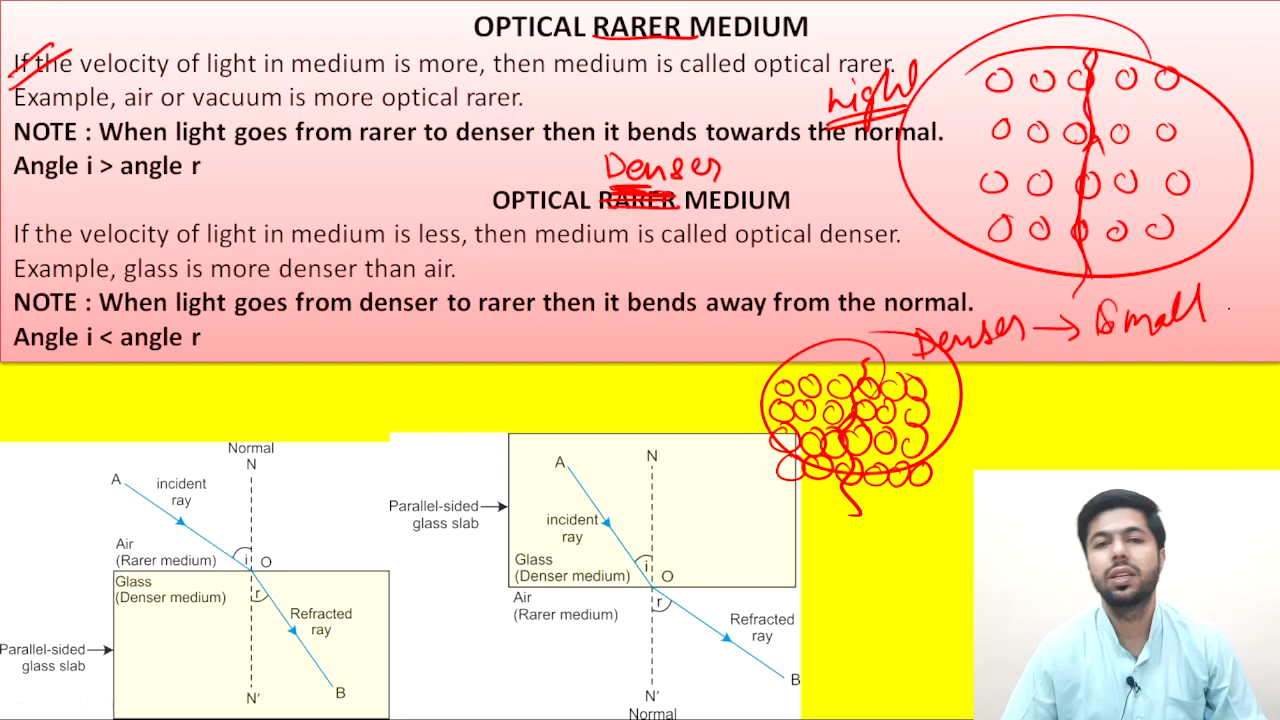 OPTICAL RARER MEDIUM
If the velocity of light in medium is more, then medium is called optical rarer.
Example, air or vacuum is more optical rarer.
NOTE : When light goes from rarer to denser then it bends towards the normal.
Angle i > angle r
Denser
OPTICAL RARER MEDIUM
If the velocity of light in medium is less, then medium is called optical denser.
Example, glass is more denser than air.
NOTE : When light goes from denser to rarer then it bends away from the normal.
Angle i < angle r
Denser → Small
Normal
N
A
incident
ray
Air
(Rarer medium)
i
O
Glass
(Denser medium)
r
Refracted
ray
Parallel-sided
glass slab
N'
B
A
N
Parallel-sided
glass slab
incident
ray
Glass
(Denser medium)
i
O
Air
(Rarer medium)
r
Refracted
ray
B
N'
Normal